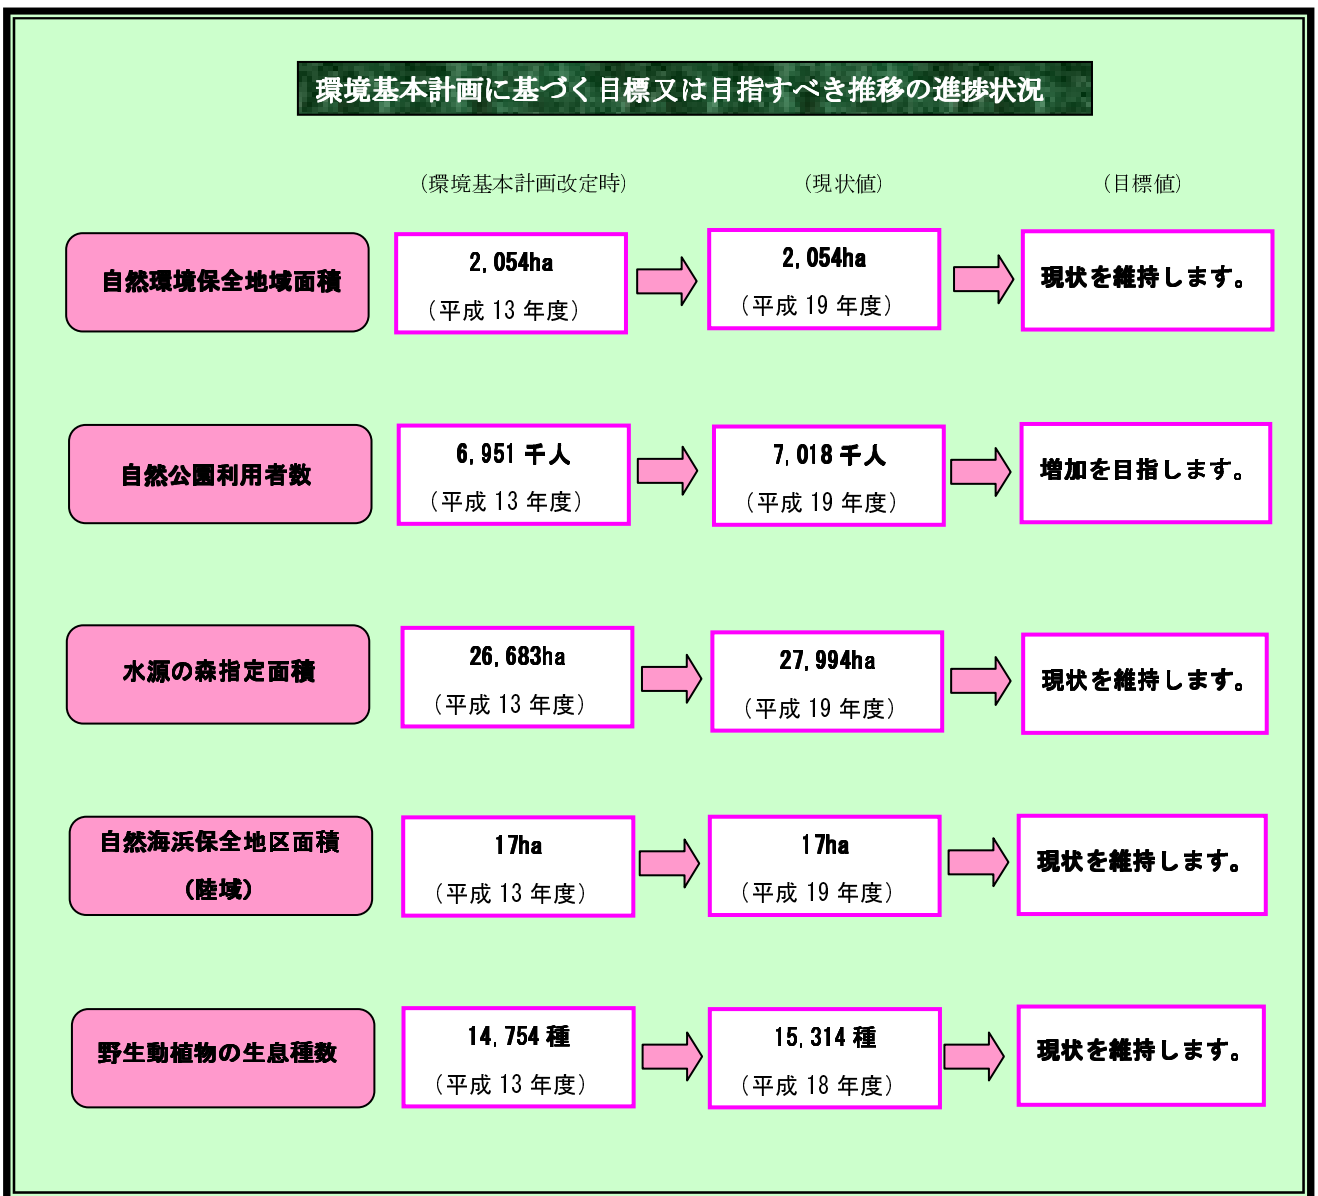 環境基本計画に基づく目標又は目指すべき推移の進捗状況
（環境基本計画改定時） （現状値） （目標値）
自然環境保全地域面積
2,054ha
（平成 13 年度）
2,054ha
（平成 19 年度）
現状を維持します。
自然公園利用者数
6,951 千人
（平成 13 年度）
7,018 千人
（平成 19 年度）
増加を目指します。
水源の森指定面積
26,683ha
（平成 13 年度）
27,994ha
（平成 19 年度）
現状を維持します。
自然海浜保全地区面積
（陸域）
17ha
（平成 13 年度）
17ha
（平成 19 年度）
現状を維持します。
野生動植物の生息種数
14,754 種
（平成 13 年度）
15,314 種
（平成 18 年度）
現状を維持します。